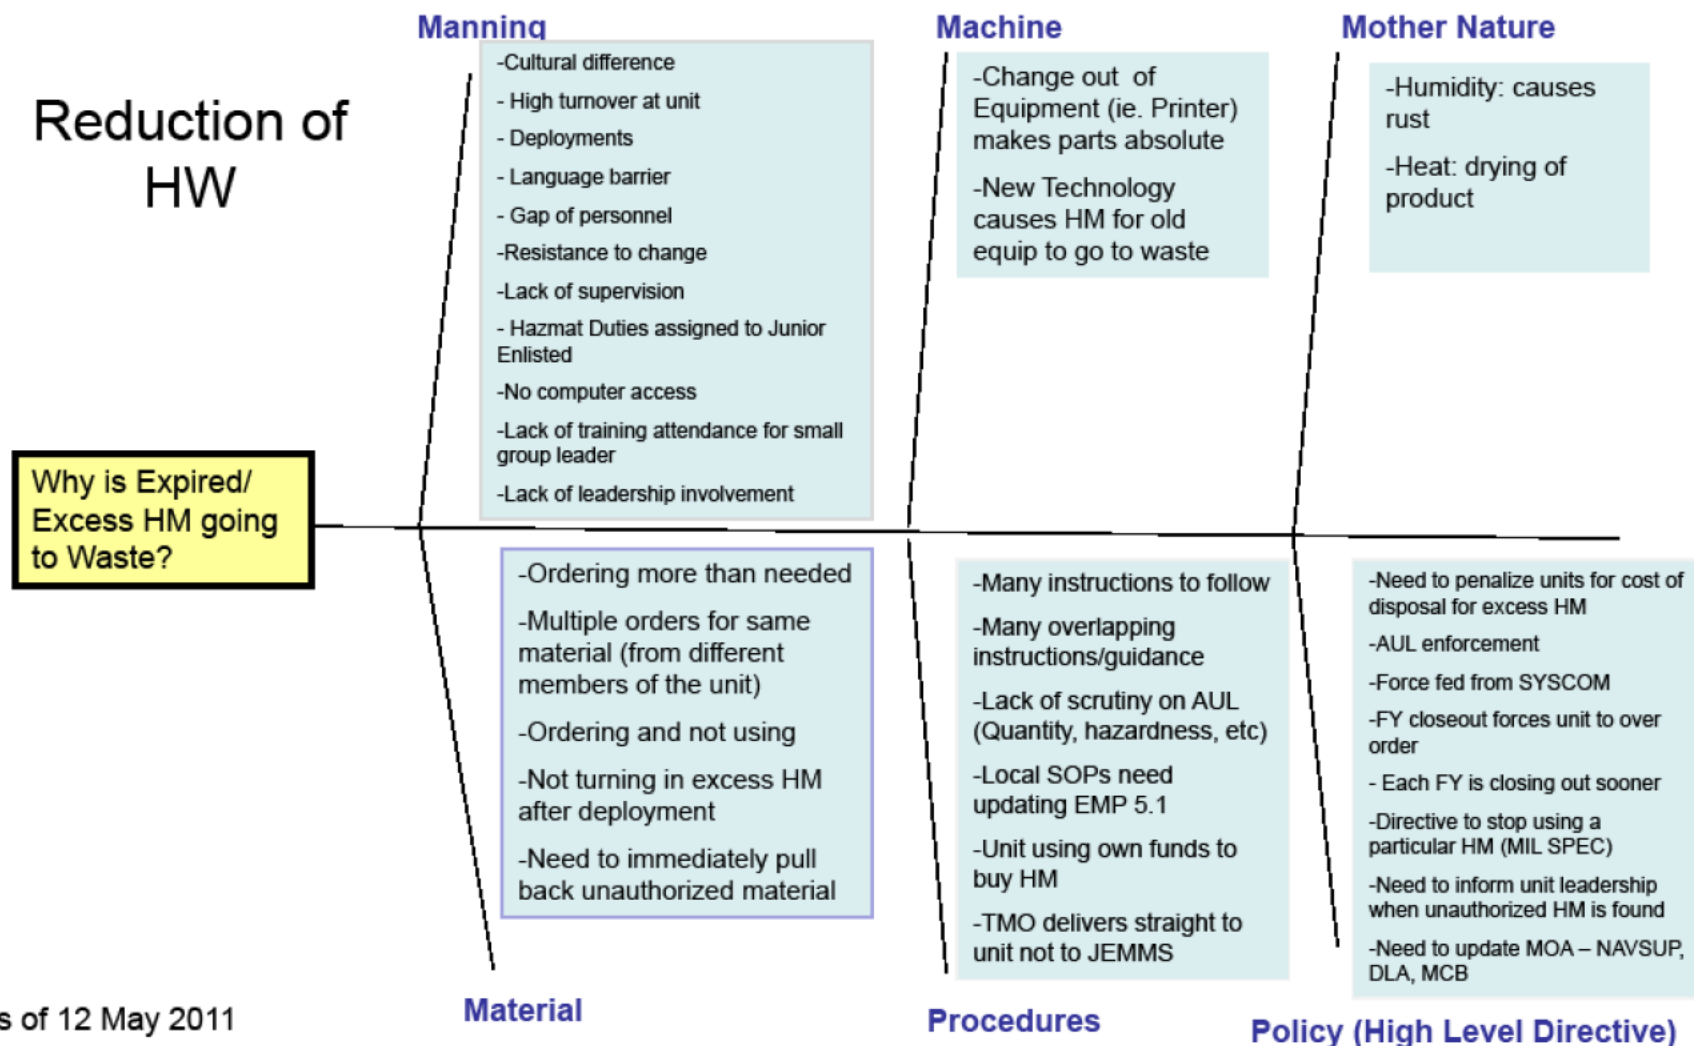 Reduction of
HW
Why is Expired/
Excess HM going
to Waste?
Manning
-Cultural difference
- High turnover at unit
- Deployments
- Language barrier
- Gap of personnel
-Resistance to change
-Lack of supervision
- Hazmat Duties assigned to Junior
Enlisted
-No computer access
-Lack of training attendance for small
group leader
-Lack of leadership involvement
Machine
-Change out of
Equipment (ie. Printer)
makes parts absolute
-New Technology
causes HM for old
equip to go to waste
Mother Nature
-Humidity: causes
rust
-Heat: drying of
product
-Ordering more than needed
-Multiple orders for same
material (from different
members of the unit)
-Ordering and not using
-Not turning in excess HM
after deployment
-Need to immediately pull
back unauthorized material
Material
-Many instructions to follow
-Many overlapping
instructions/guidance
-Lack of scrutiny on AUL
(Quantity, hazardness, etc)
-Local SOPs need
updating EMP 5.1
-Unit using own funds to
buy HM
-TMO delivers straight to
unit not to JEMMS
Procedures
-Need to penalize units for cost of
disposal for excess HM
-AUL enforcement
-Force fed from SYSCOM
-FY closeout forces unit to over
order
- Each FY is closing out sooner
-Directive to stop using a
particular HM (MIL SPEC)
-Need to inform unit leadership
when unauthorized HM is found
-Need to update MOA – NAVSUP,
DLA, MCB
Policy (High Level Directive)
s of 12 May 2011